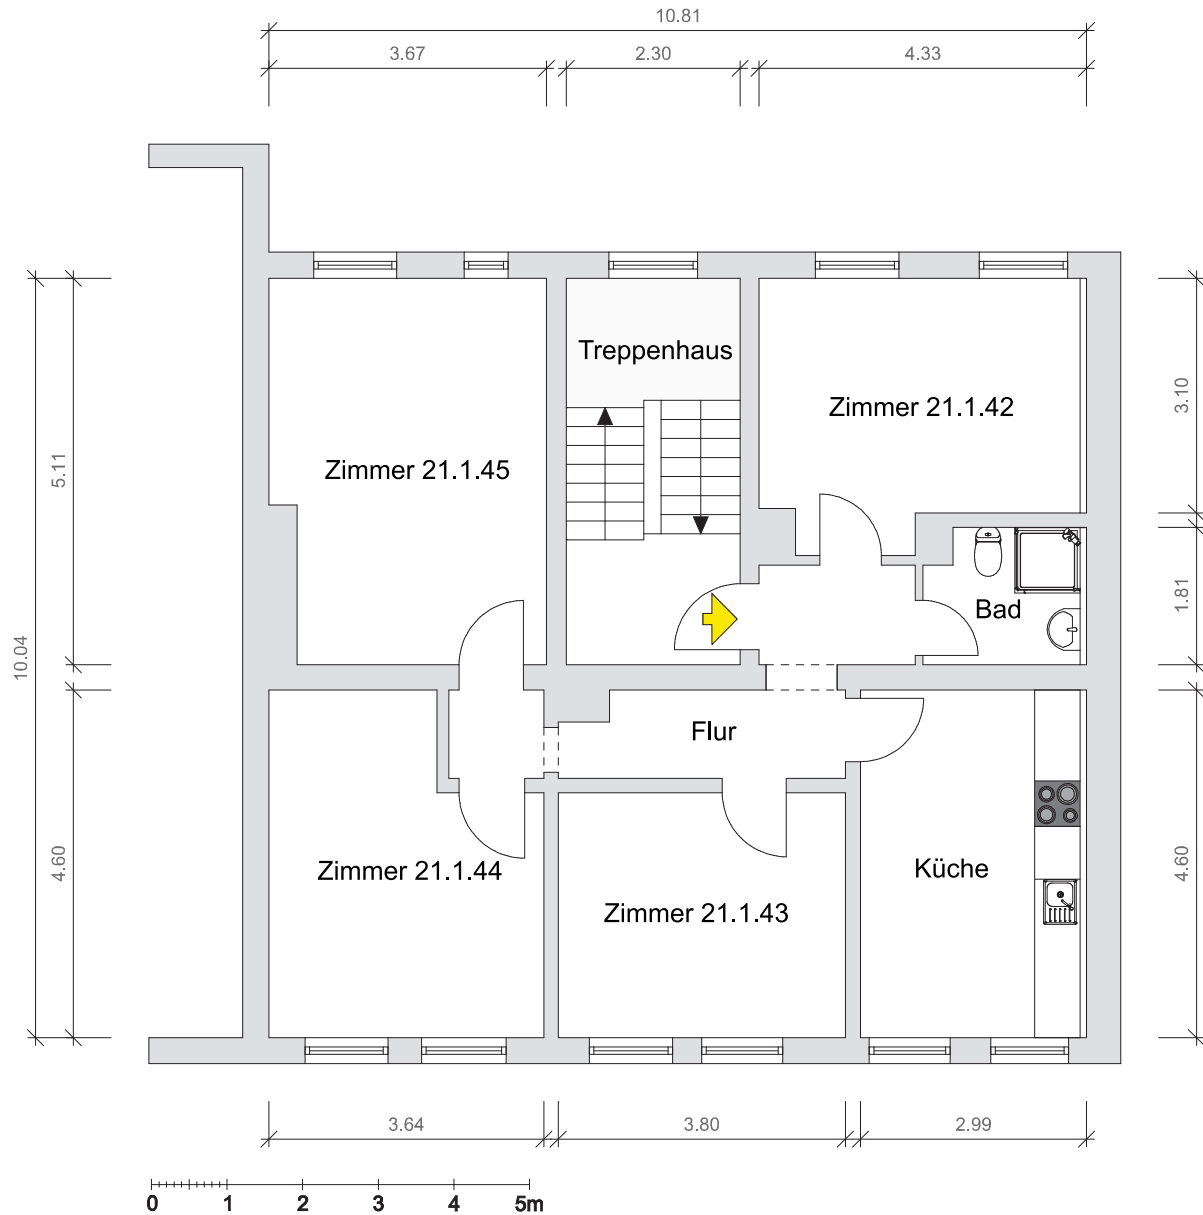 10.81
3.67
2.30
4.33
Treppenhaus
3.10
Zimmer 21.1.42
5.11
Zimmer 21.1.45
1.81
Bad
10.04
Flur
4.60
Zimmer 21.1.44
Küche
4.60
Zimmer 21.1.43
3.64
3.80
2.99
0 1 2 3 4 5m